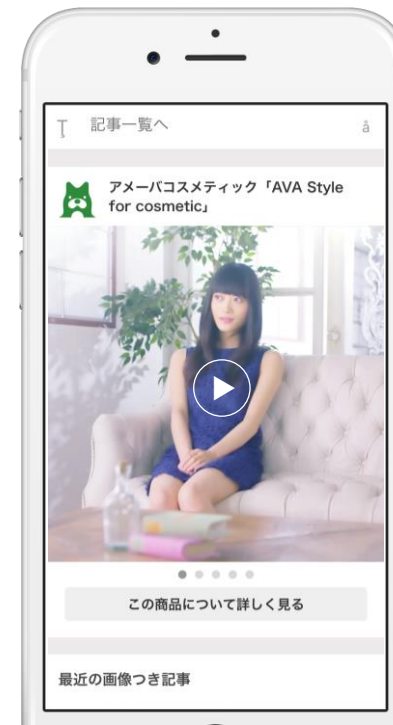 Ţ 記事一覧へ å
アメーバコスメティック「AVA Style
for cosmetic」
この商品について詳しく見る
最近の画像つき記事